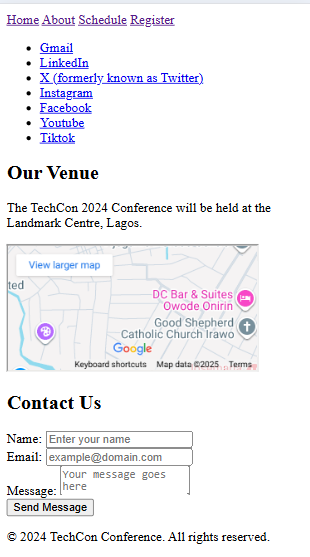 Home About Schedule Register
Gmail
LinkedIn
X (formerly known as Twitter)
Instagram
Facebook
Youtube
Tiktok
Our Venue
The TechCon 2024 Conference will be held at the
Landmark Centre, Lagos.
View larger map
ted
DC Bar & Suites
Owode Onirin
Good Shepherd
Catholic Church Irawo
Google
Keyboard shortcuts Map data ©2025 Terms
Contact Us
Name: Enter your name
Email: example@domain.com
Your message goes
Message: here
Send Message
© 2024 TechCon Conference. All rights reserved.